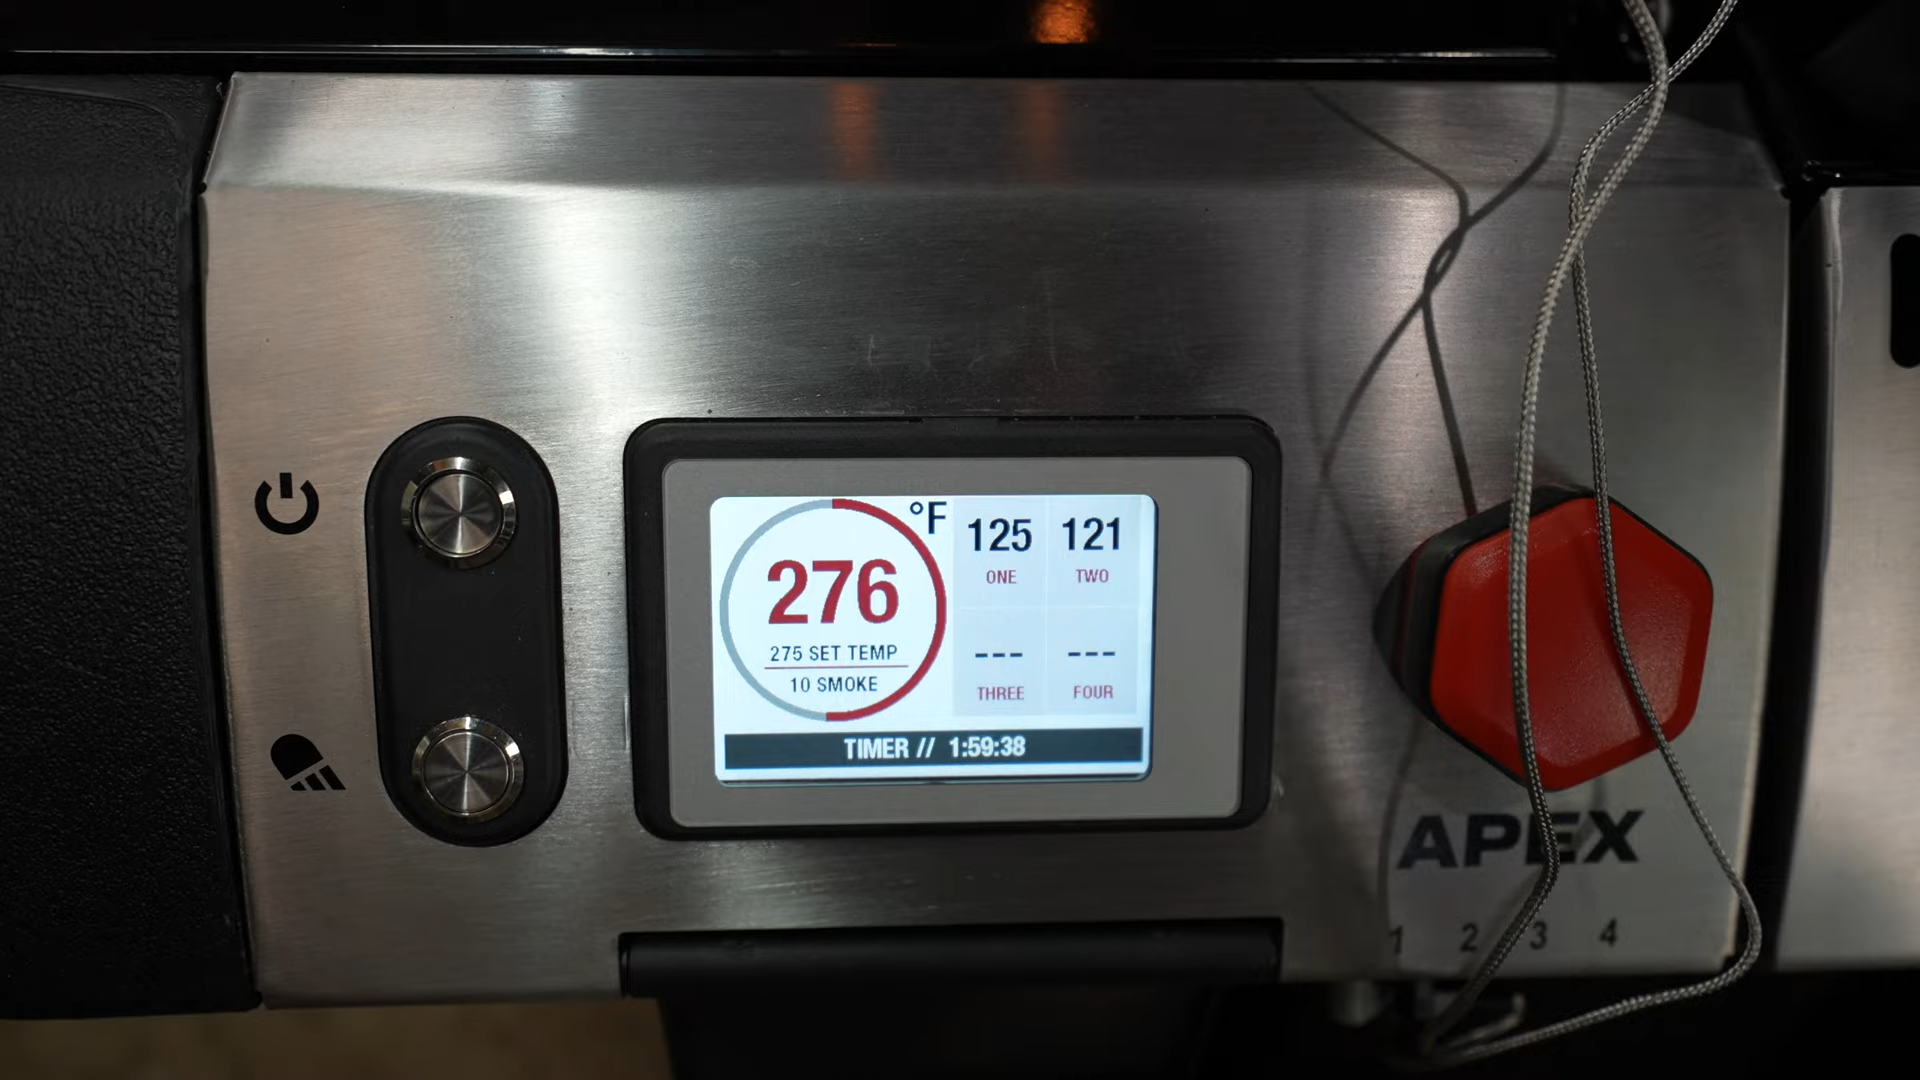 °F
276
275 SET TEMP
10 SMOKE
125 121
ONE TWO
--- ---
THREE FOUR
TIMER // 1:59:38
APEX
1 2 3 4